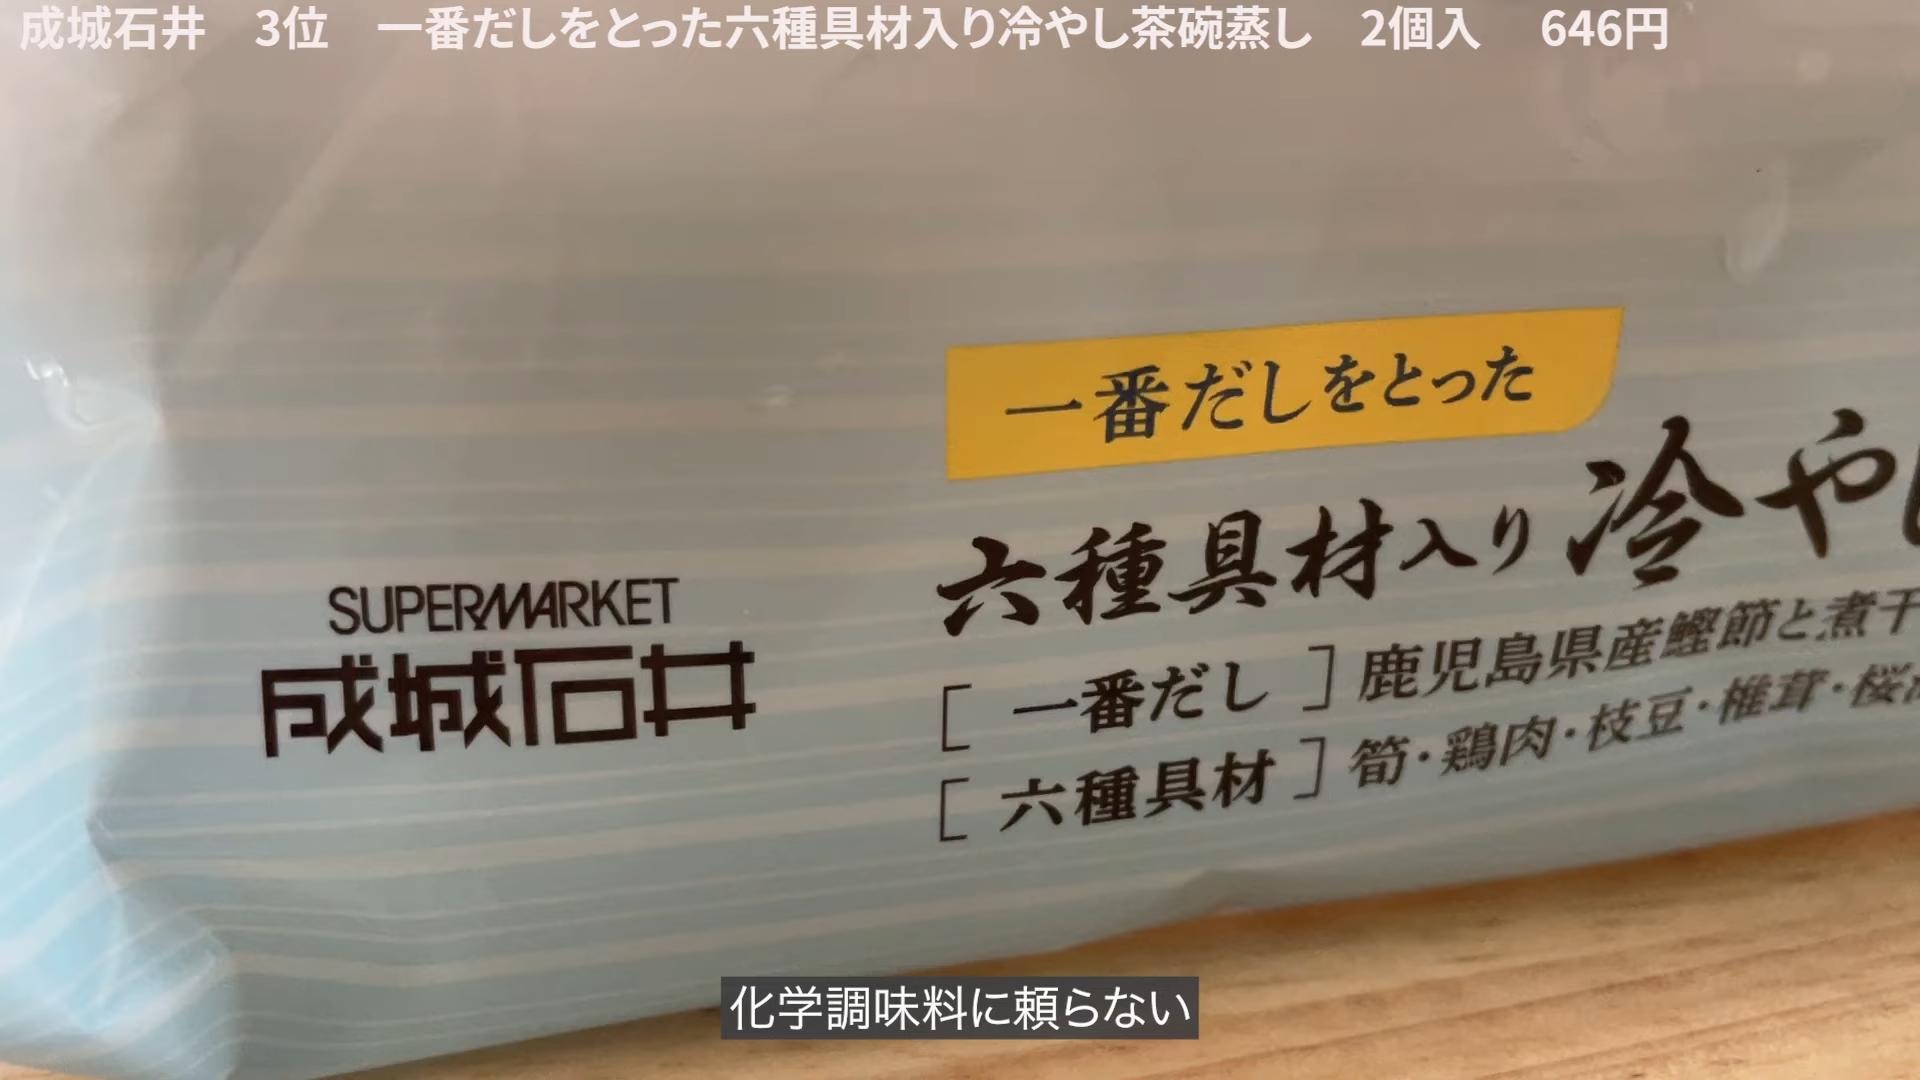 成城石井　3位　一番だしをとった六種具材入り冷やし茶碗蒸し　2個入　646円
一番だしをとった
六種具材入り 冷や
SUPERMARKET
成城石井
[ 一番だし ] 鹿児島県産鰹節と煮干
[ 六種具材 ] 筍・鶏肉・枝豆・椎茸・桜
化学調味料に頼らない